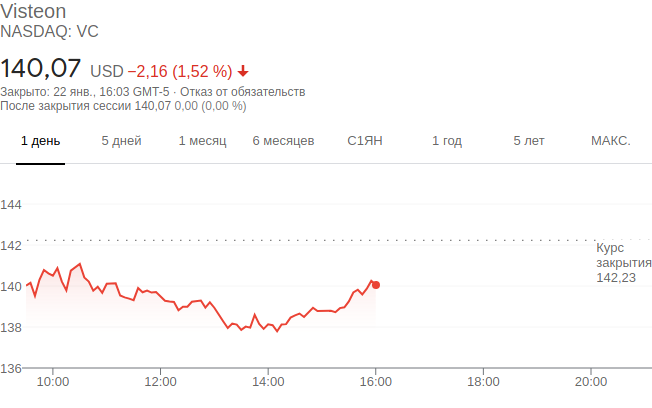 Visteon
NASDAQ: VC
140,07 USD −2,16 (1,52 %)
Закрыто: 22 янв., 16:03 GMT-5 · Отказ от обязательств
После закрытия сессии 140,07 0,00 (0,00 %)
1 день 5 дней 1 месяц 6 месяцев С1ЯН 1 год 5 лет МАКС.
144
142
Курс
закрытия
142,23
140
138
136
10:00 12:00 14:00 16:00 18:00 20:00